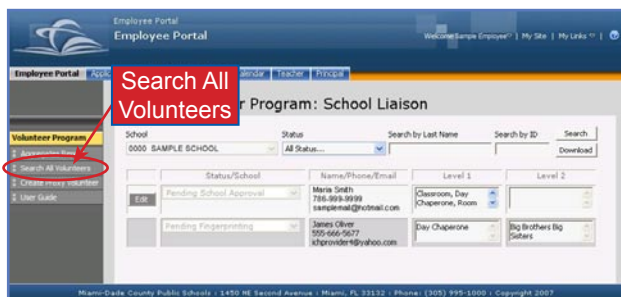 Employee Portal
Employee Portal
Welcome Sample Employee | My Site | My Links
Employee Portal Calendar Teacher Principal
Search All
Volunteers
Program: School Liaison
Volunteer Program
Search All Volunteers
Create Proxy Volunteer
User Guide
School Status Search by Last Name Search by ID Search
0000 SAMPLE SCHOOL All Status... Download
Status/School Name/Phone/Email Level 1 Level 2
Edit Pending School Approval Maria Smith
786-999-9999
samplemail@hotmail.com
Classroom, Day
Chaperone, Room
Pending Fingerprinting James Oliver
555-666-5677
ichprovider4@yahoo.com
Day Chaperone
Big Brothers Big
Sisters
Miami-Dade County Public Schools : 1450 NE Second Avenue : Miami, FL 33132 : Phone: (305) 995-1000 : Copyright 2007